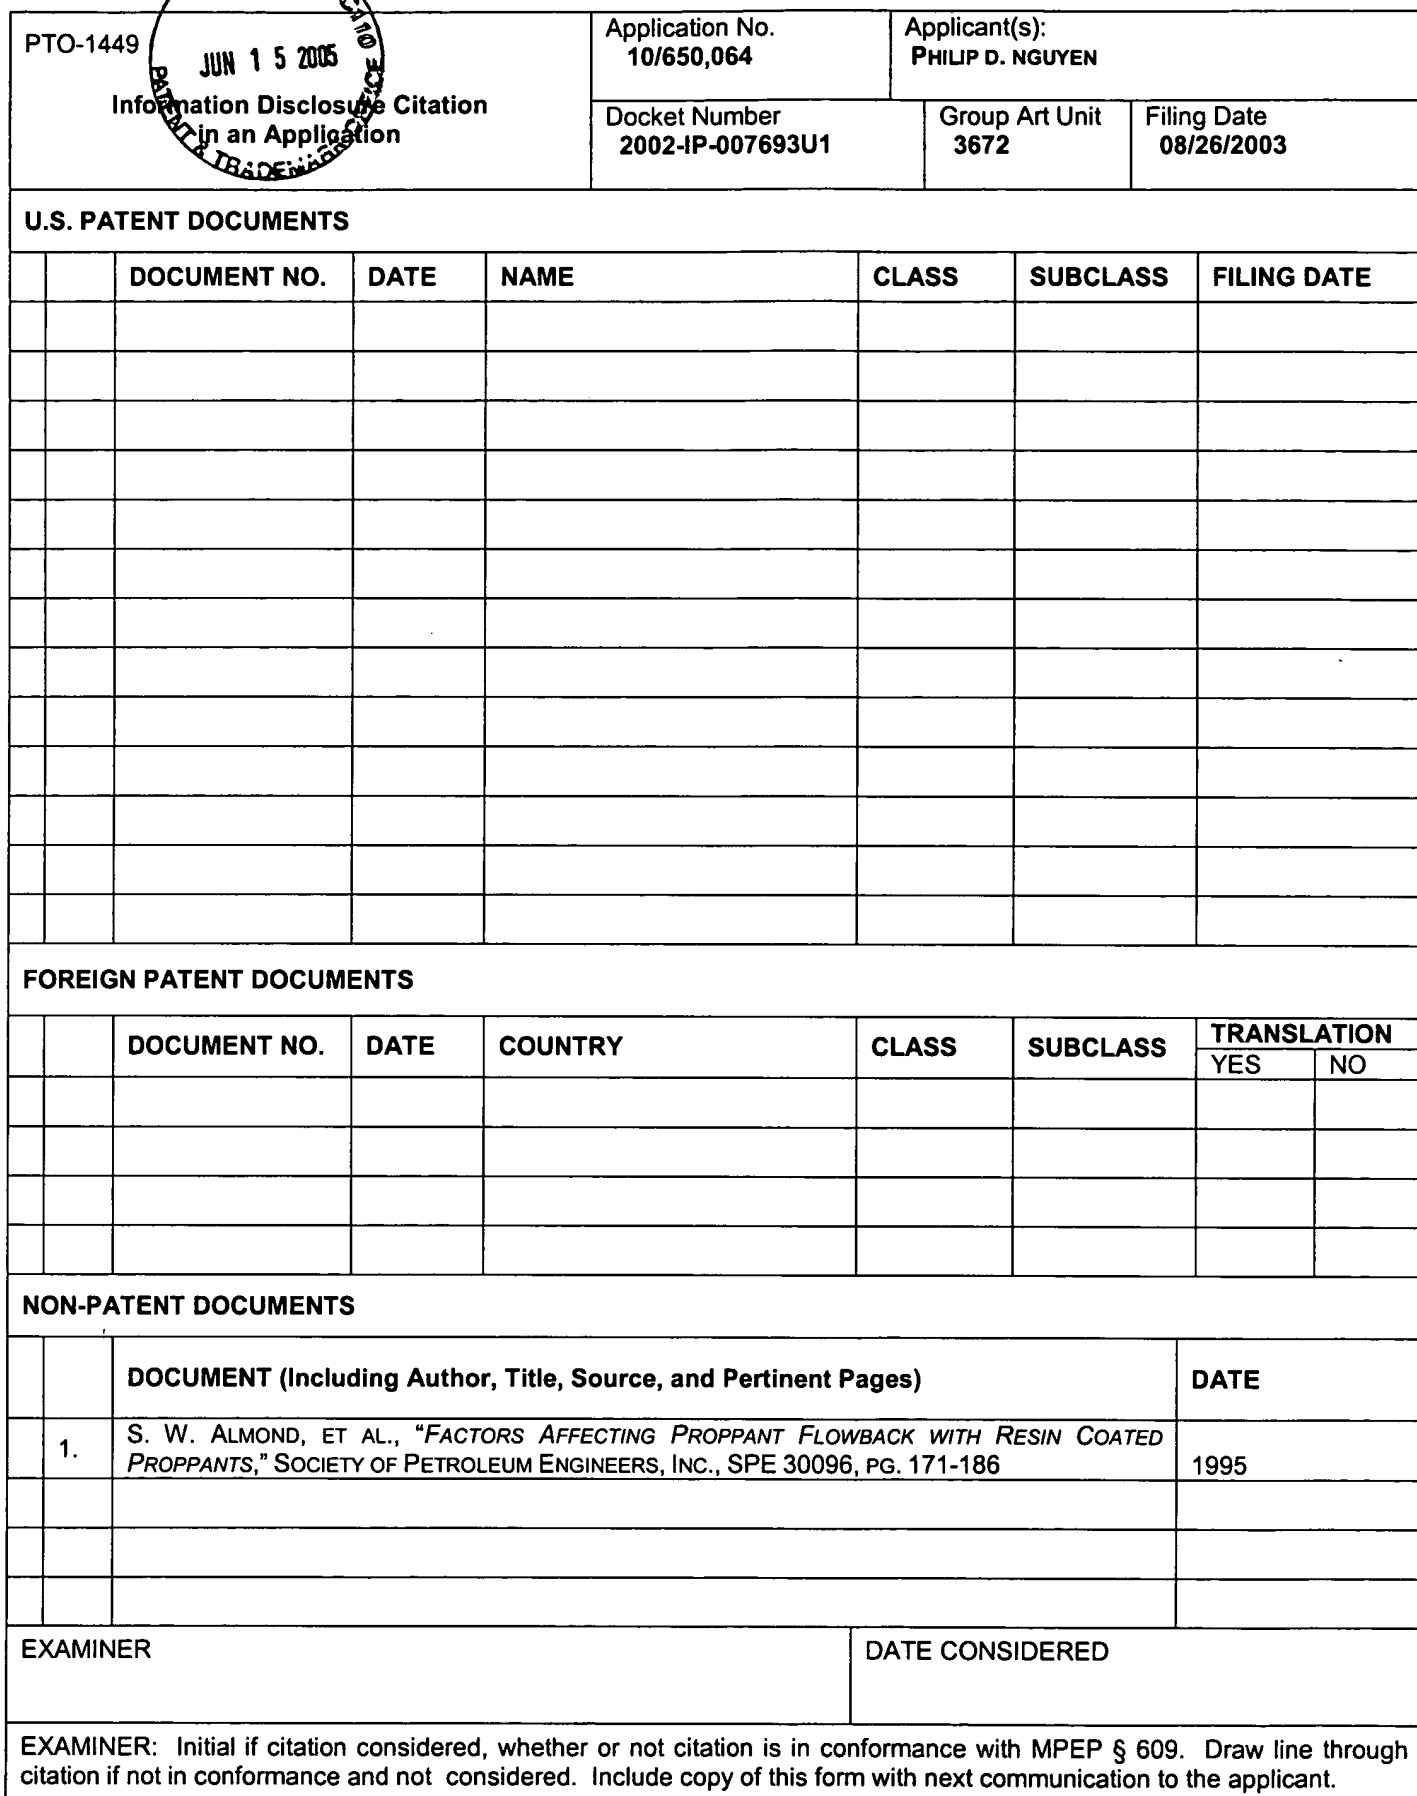 PTO-1449
JUN 15 2005
PATENT & TRADEMARK OFFICE
Information Disclosure Citation
in an Application
Application No.
10/650,064
Applicant(s):
PHILIP D. NGUYEN
Docket Number
2002-IP-007693U1
Group Art Unit
3672
Filing Date
08/26/2003
U.S. PATENT DOCUMENTS
DOCUMENT NO. DATE NAME CLASS SUBCLASS FILING DATE
FOREIGN PATENT DOCUMENTS
DOCUMENT NO. DATE COUNTRY CLASS SUBCLASS TRANSLATION
YES NO
NON-PATENT DOCUMENTS
DOCUMENT (Including Author, Title, Source, and Pertinent Pages) DATE
1. S. W. ALMOND, ET AL., "FACTORS AFFECTING PROPPANT FLOWBACK WITH RESIN COATED
PROPPANTS," SOCIETY OF PETROLEUM ENGINEERS, INC., SPE 30096, PG. 171-186 1995
EXAMINER
DATE CONSIDERED
EXAMINER: Initial if citation considered, whether or not citation is in conformance with MPEP § 609. Draw line through
citation if not in conformance and not considered. Include copy of this form with next communication to the applicant.